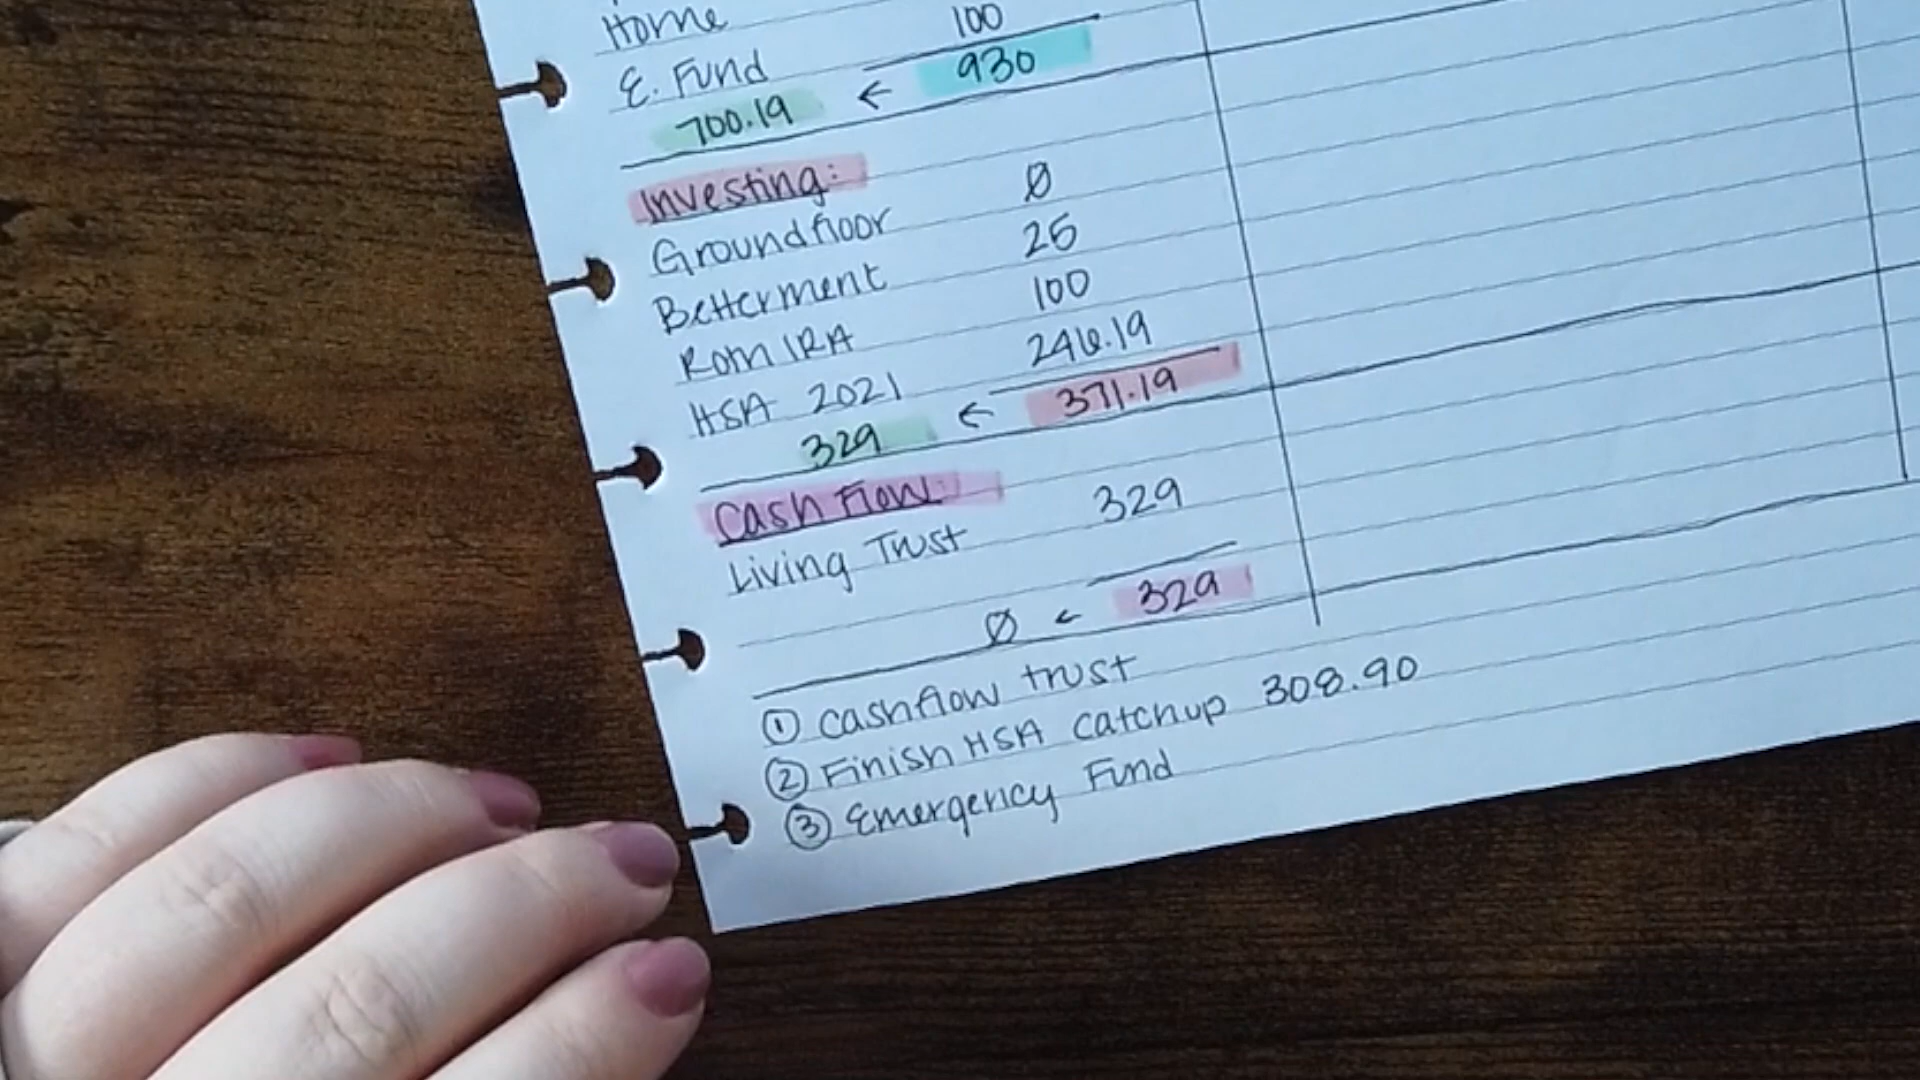 Home 100
E. Fund 930
700.19 ←
Investing:
Groundfloor Ø
Betterment 25
Roth IRA 100
HSA 2021 246.19
329 ← 371.19
Cash Flow:
Living Trust 329
Ø ← 329
① cashflow trust
② Finish HSA catchup 308.90
③ Emergency Fund